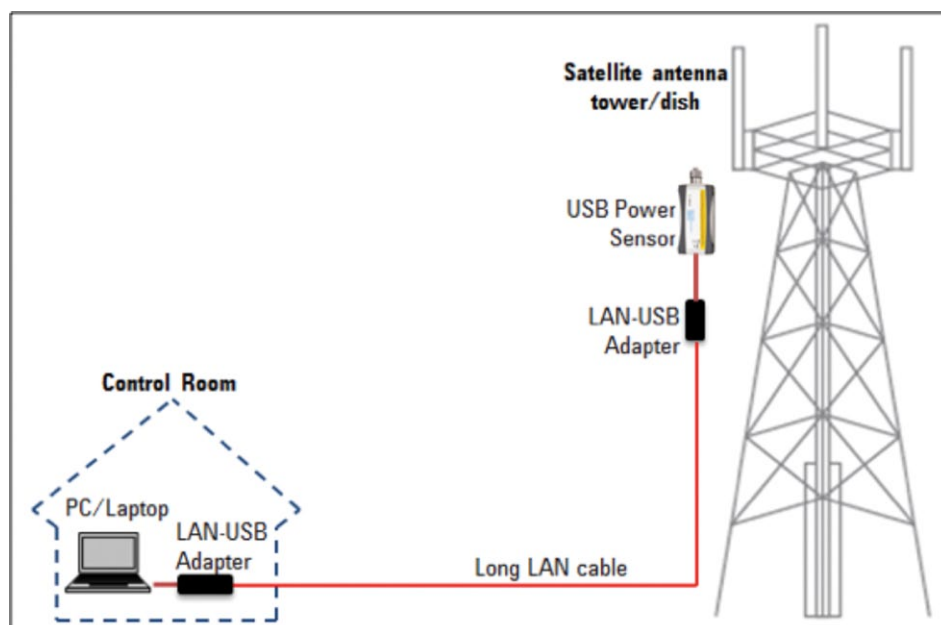 Satellite antenna
tower/dish
USB Power
Sensor
LAN-USB
Adapter
Control Room
PC/Laptop
LAN-USB
Adapter
Long LAN cable